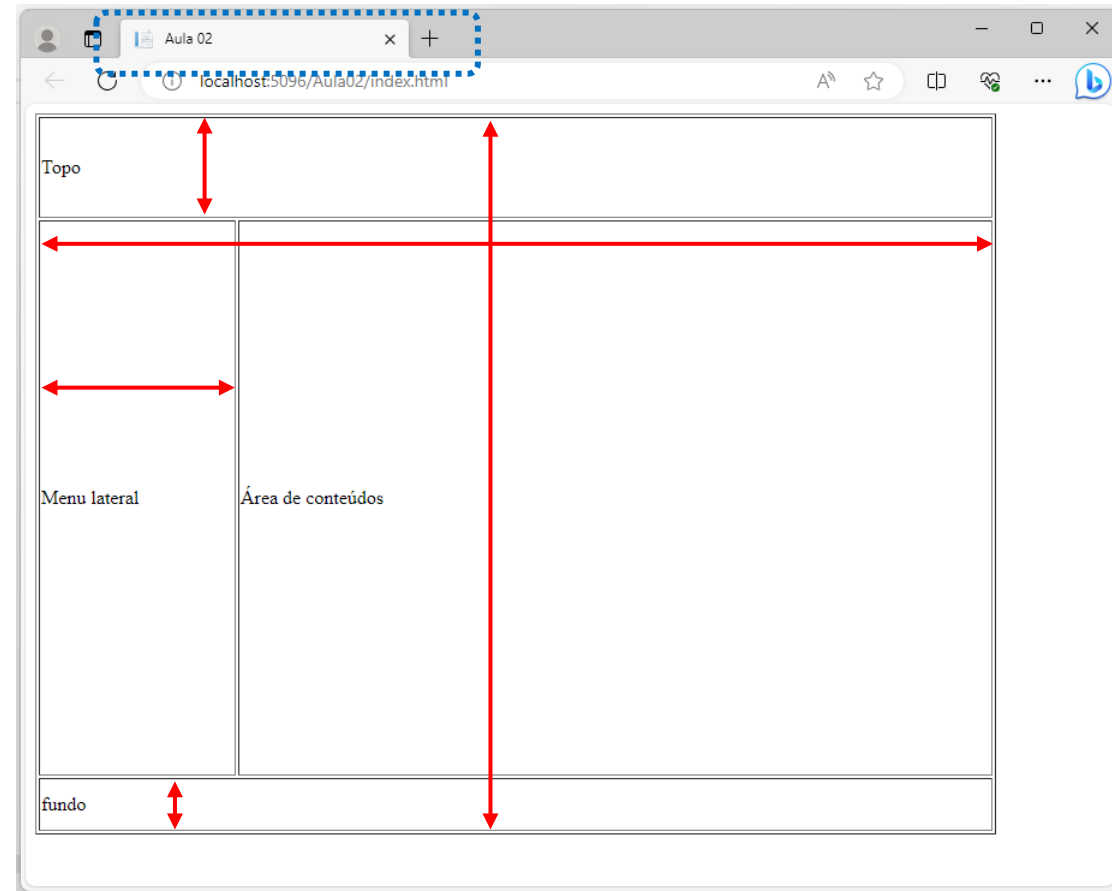 Aula 02
localhost:5096/Aula02/index.html
Topo
Menu lateral
Área de conteúdos
fundo